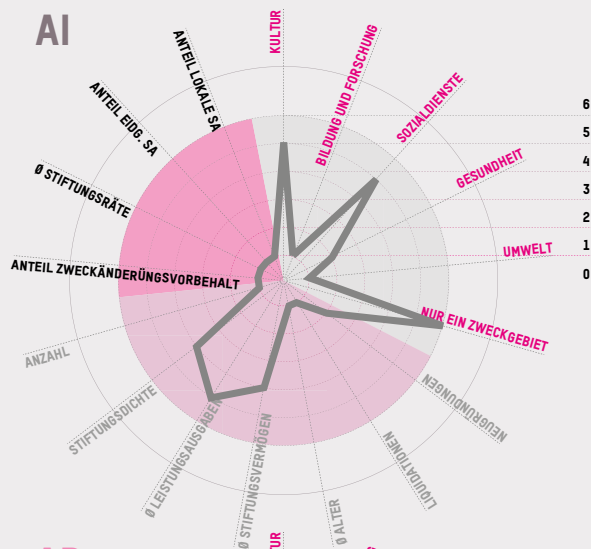 AI
KULTUR
BILDUNG UND FORSCHUNG
SOZIALDIENSTE
GESUNDHEIT
UMWELT
NUR EIN ZWECKGEBIET
NEUGRÜNDUNGEN
LIQUIDATIONEN
Ø ALTER
Ø STIFTUNGSVERMÖGEN
Ø LEISTUNGSAUSGABEN
STIFTUNGSDICHTE
ANZAHL
ANTEIL ZWECKÄNDERÜNGSVORBEHALT
Ø STIFTUNGSRÄTE
ANTEIL EIDG. SA
ANTEIL LOKALE SA
6
5
4
3
2
1
0